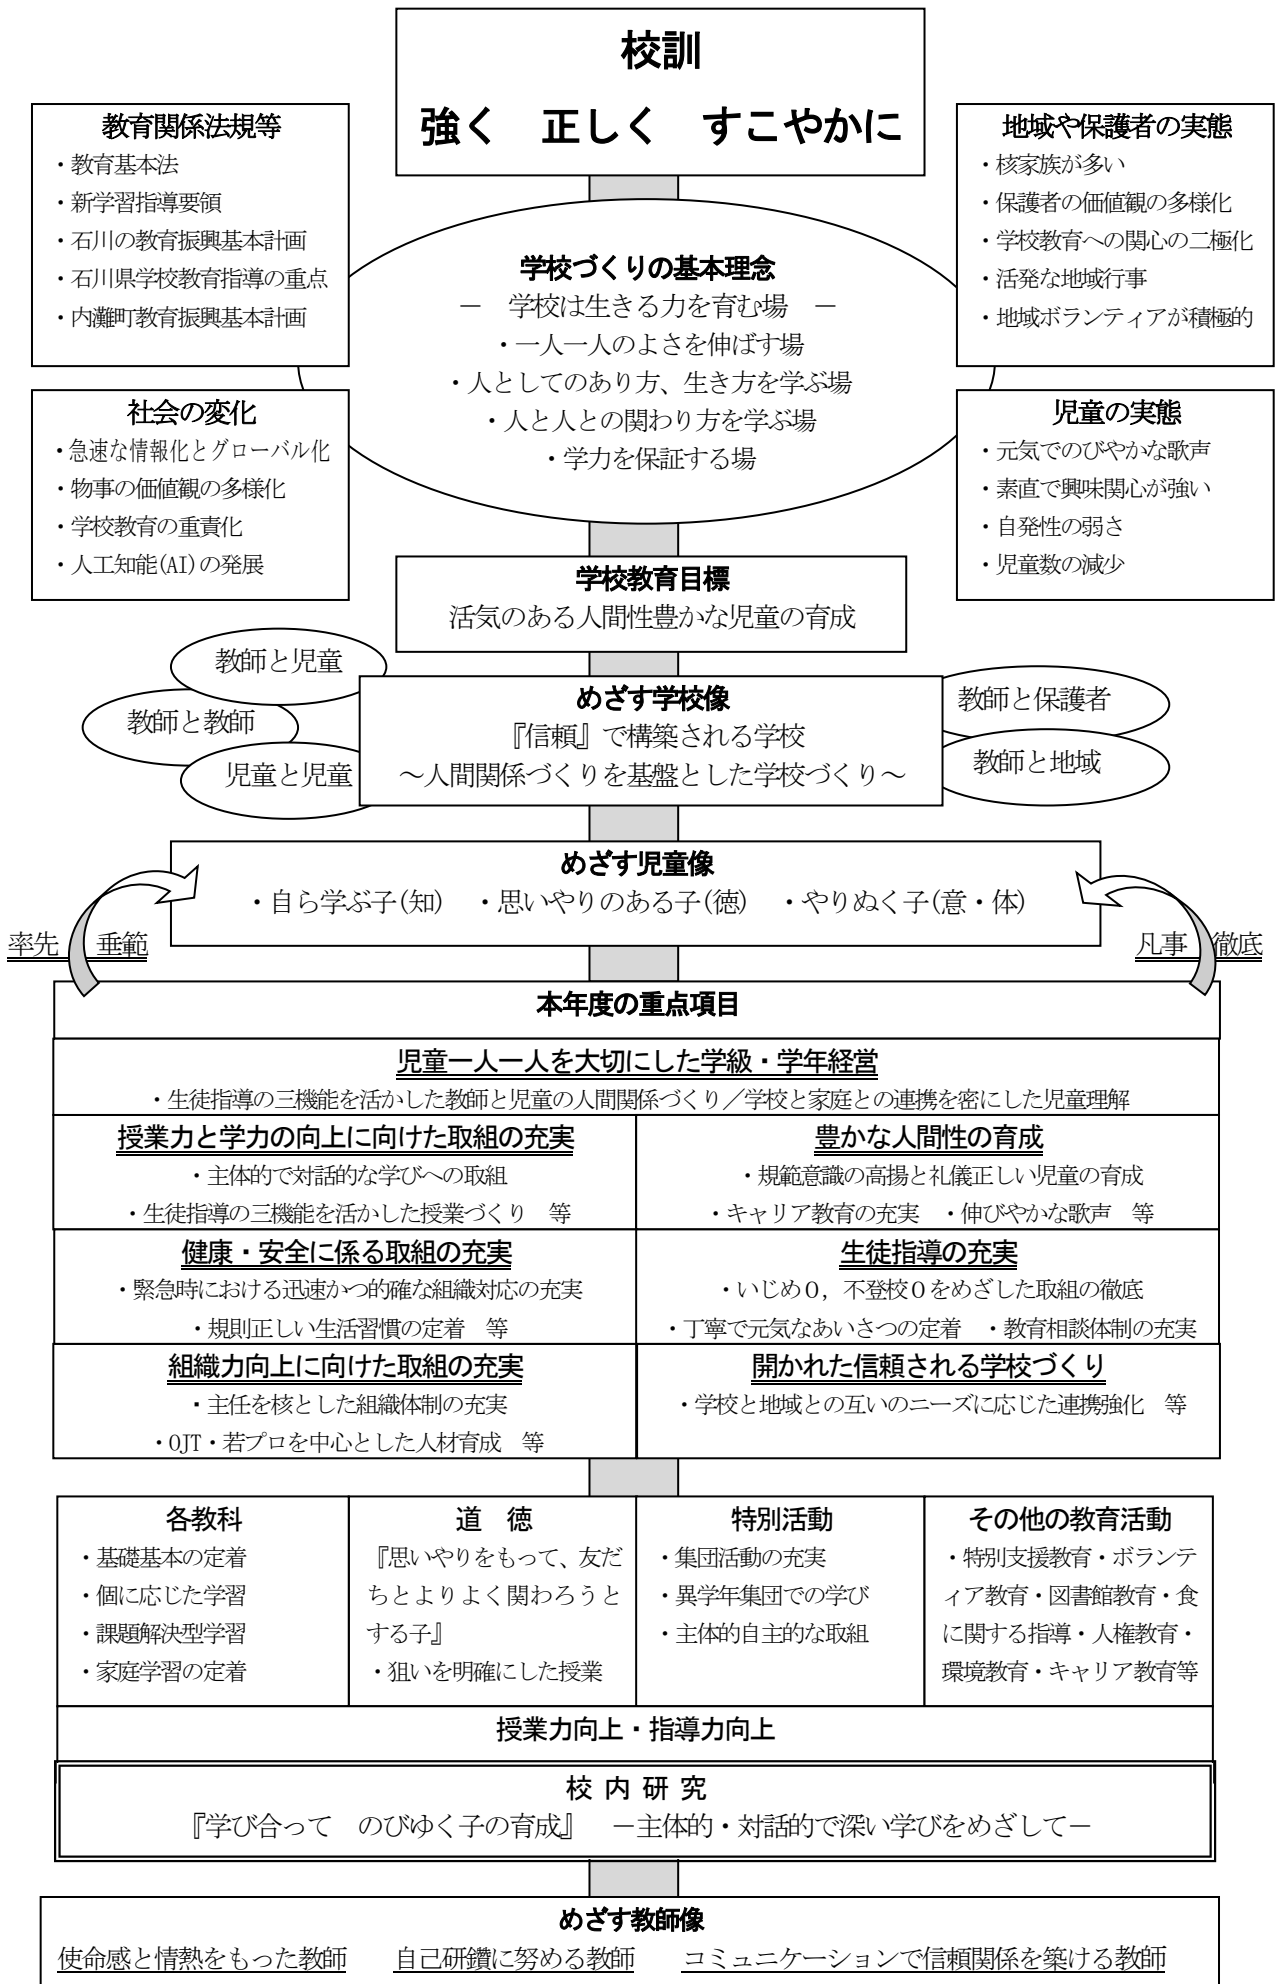 校訓
強く　正しく　すこやかに
教育関係法規等
・教育基本法
・新学習指導要領
・石川の教育振興基本計画
・石川県学校教育指導の重点
・内灘町教育振興基本計画
地域や保護者の実態
・核家族が多い
・保護者の価値観の多様化
・学校教育への関心の二極化
・活発な地域行事
・地域ボランティアが積極的
学校づくりの基本理念
－　学校は生きる力を育む場　－
・一人一人のよさを伸ばす場
・人としてのあり方、生き方を学ぶ場
・人と人との関わり方を学ぶ場
・学力を保証する場
社会の変化
・急速な情報化とグローバル化
・物事の価値観の多様化
・学校教育の重責化
・人工知能(AI)の発展
児童の実態
・元気でのびやかな歌声
・素直で興味関心が強い
・自発性の弱さ
・児童数の減少
学校教育目標
活気のある人間性豊かな児童の育成
教師と児童
教師と教師
児童と児童
めざす学校像
『信頼』で構築される学校
～人間関係づくりを基盤とした学校づくり～
教師と保護者
教師と地域
めざす児童像
・自ら学ぶ子(知)　・思いやりのある子(徳)　・やりぬく子(意・体)
率先　垂範
凡事　徹底
本年度の重点項目
児童一人一人を大切にした学級・学年経営
・生徒指導の三機能を活かした教師と児童の人間関係づくり／学校と家庭との連携を密にした児童理解
授業力と学力の向上に向けた取組の充実
・主体的で対話的な学びへの取組
・生徒指導の三機能を活かした授業づくり　等
豊かな人間性の育成
・規範意識の高揚と礼儀正しい児童の育成
・キャリア教育の充実　・伸びやかな歌声　等
健康・安全に係る取組の充実
・緊急時における迅速かつ的確な組織対応の充実
・規則正しい生活習慣の定着　等
生徒指導の充実
・いじめ０，不登校０をめざした取組の徹底
・丁寧で元気なあいさつの定着　・教育相談体制の充実
組織力向上に向けた取組の充実
・主任を核とした組織体制の充実
・OJT・若プロを中心とした人材育成　等
開かれた信頼される学校づくり
・学校と地域との互いのニーズに応じた連携強化　等
各教科
・基礎基本の定着
・個に応じた学習
・課題解決型学習
・家庭学習の定着
道　徳
『思いやりをもって、友だ
ちとよりよく関わろうと
する子』
・狙いを明確にした授業
特別活動
・集団活動の充実
・異学年集団での学び
・主体的自主的な取組
その他の教育活動
・特別支援教育・ボランテ
ィア教育・図書館教育・食
に関する指導・人権教育・
環境教育・キャリア教育等
授業力向上・指導力向上
校 内 研 究
『学び合って　のびゆく子の育成』　－主体的・対話的で深い学びをめざして－
めざす教師像
使命感と情熱をもった教師　　自己研鑽に努める教師　　コミュニケーションで信頼関係を築ける教師